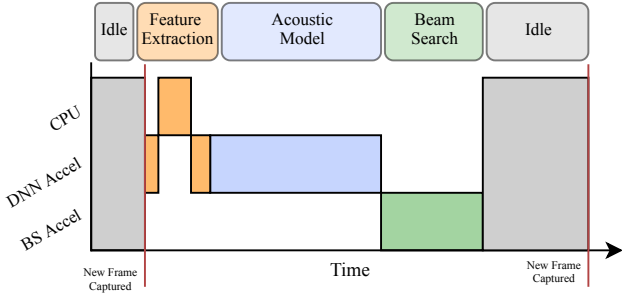 Idle
Feature
Extraction
Acoustic
Model
Beam
Search
Idle
CPU
DNN Accel
BS Accel
New Frame
Captured
Time
New Frame
Captured